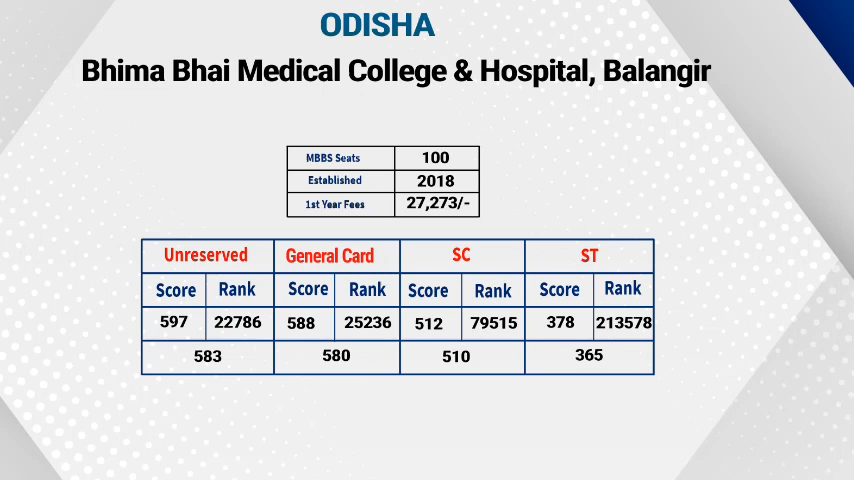 ODISHA
Bhima Bhai Medical College & Hospital, Balangir
MBBS Seats 100
Established 2018
1st Year Fees 27,273/-
Unreserved General Card SC ST
Score Rank Score Rank Score Rank Score Rank
597 22786 588 25236 512 79515 378 213578
583 580 510 365